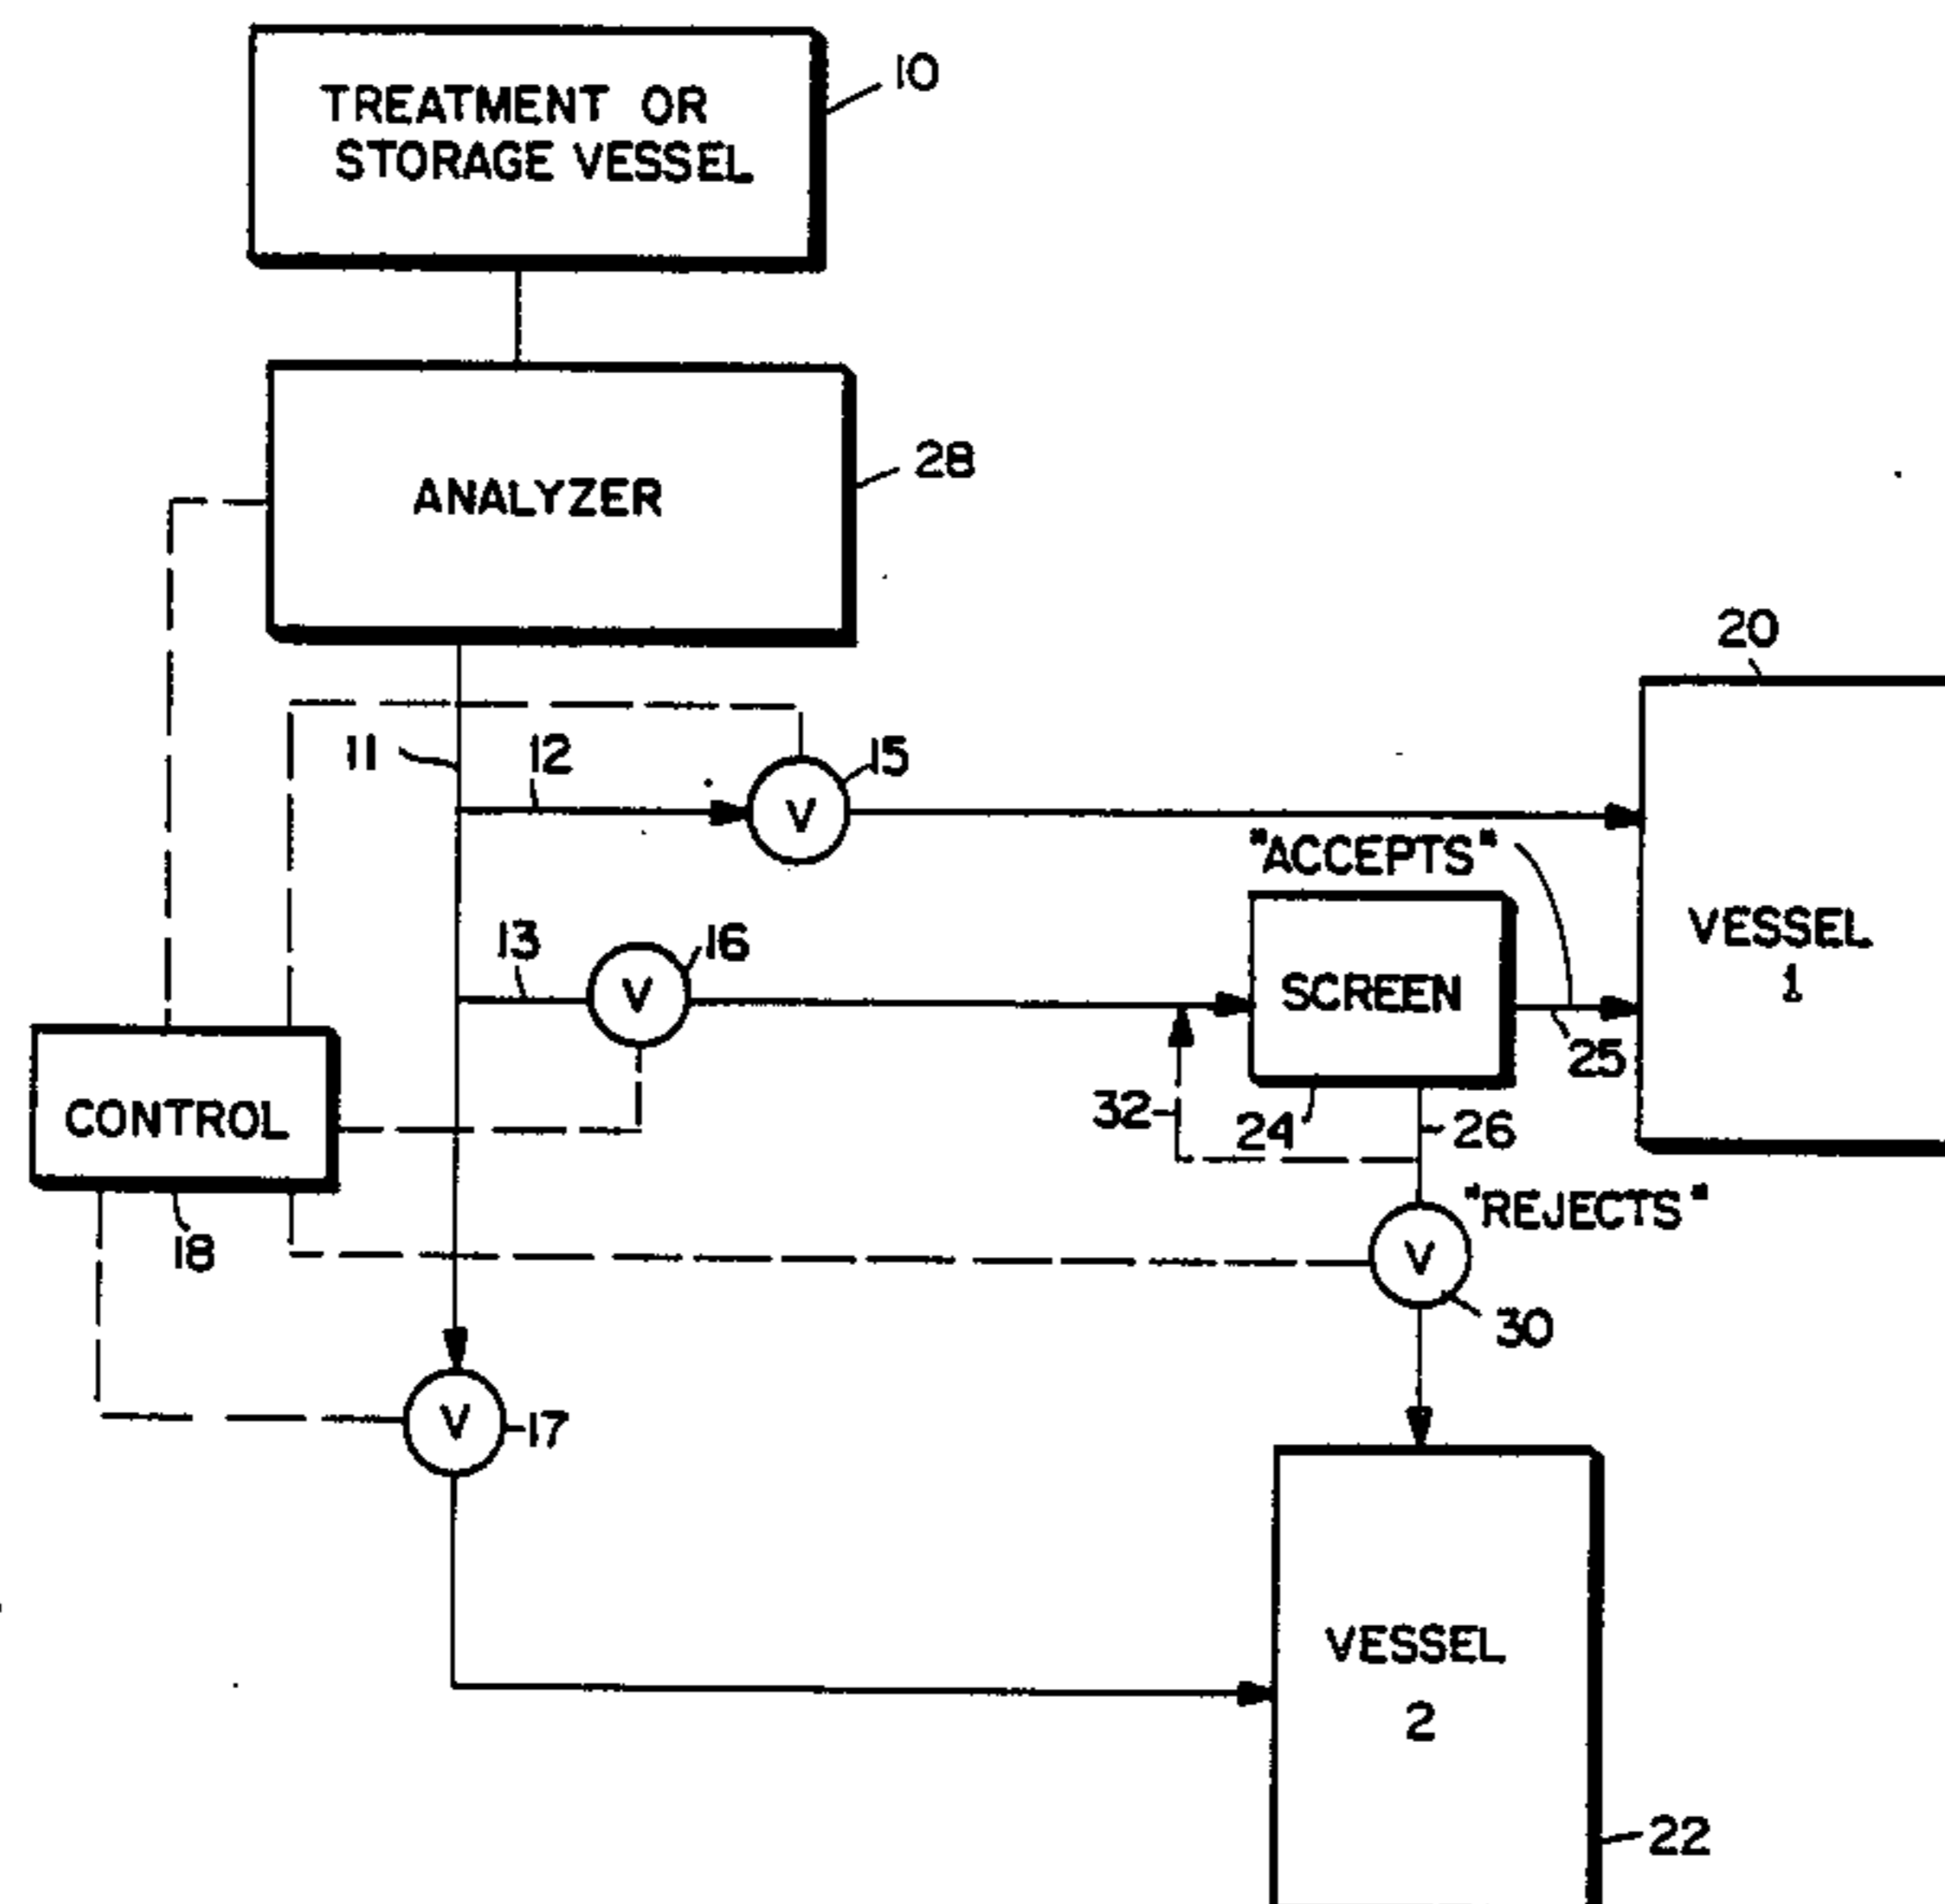 TREATMENT OR
STORAGE VESSEL
10
ANALYZER
28
20
11
12
15
V
"ACCEPTS"
VESSEL
1
13
16
V
SCREEN
25
CONTROL
32
24
26
"REJECTS"
18
V
30
V
17
VESSEL
2
22